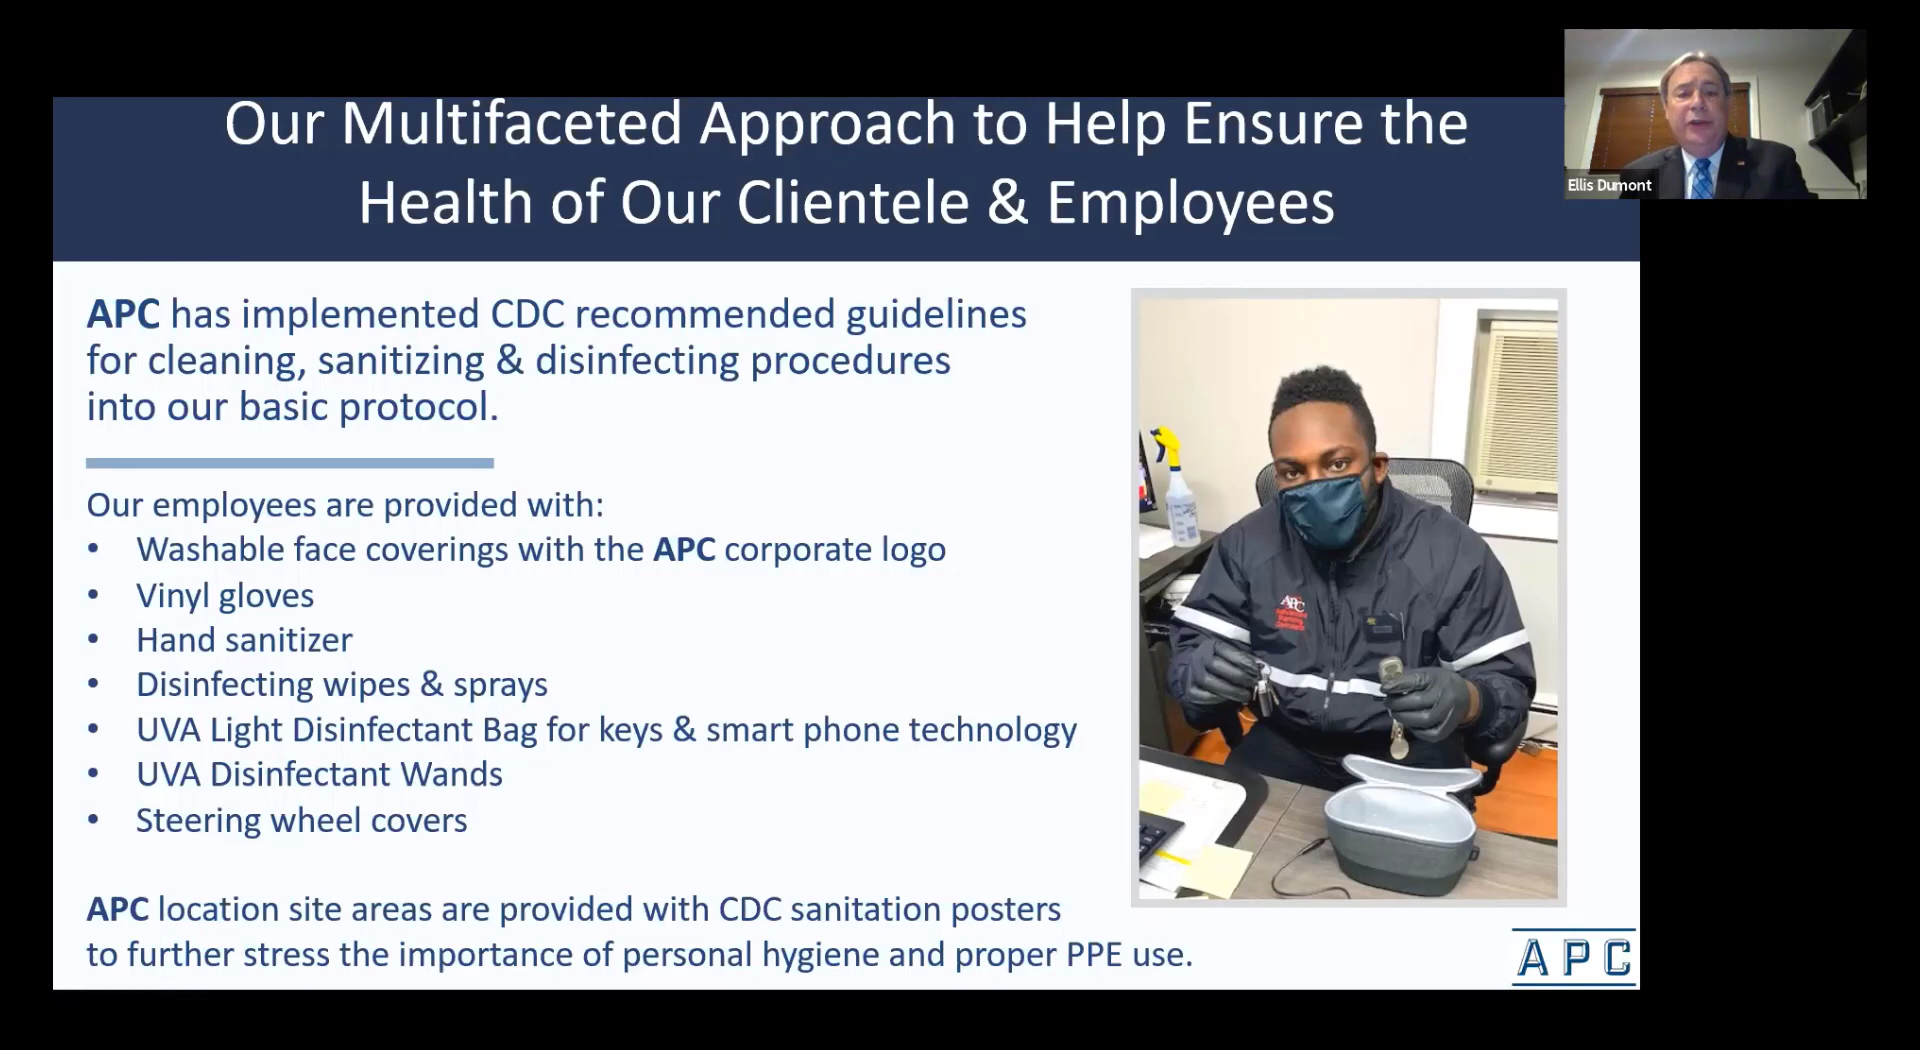 Our Multifaceted Approach to Help Ensure the
Health of Our Clientele & Employees
Ellis Dumont
APC has implemented CDC recommended guidelines
for cleaning, sanitizing & disinfecting procedures
into our basic protocol.
Our employees are provided with:
• Washable face coverings with the APC corporate logo
• Vinyl gloves
• Hand sanitizer
• Disinfecting wipes & sprays
• UVA Light Disinfectant Bag for keys & smart phone technology
• UVA Disinfectant Wands
• Steering wheel covers
APC location site areas are provided with CDC sanitation posters
to further stress the importance of personal hygiene and proper PPE use.
APC
Advanced
Parking
Concepts
APC